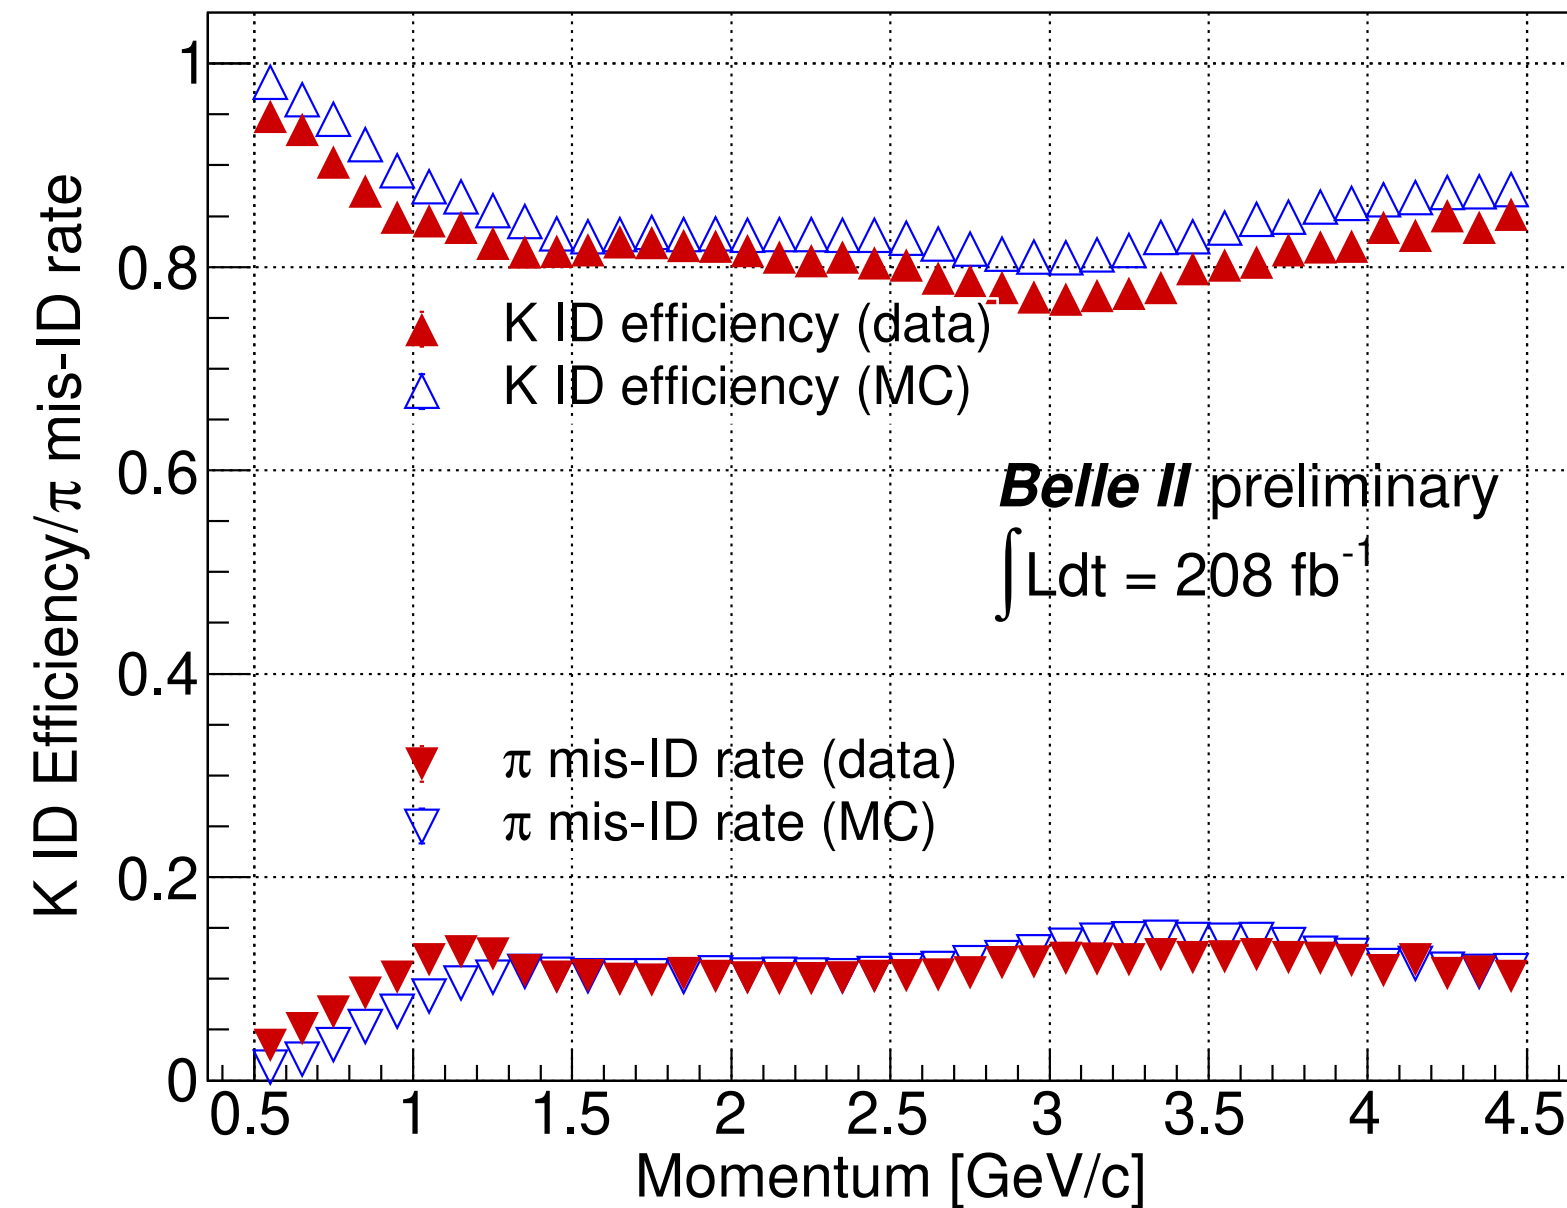 K ID Efficiency/π mis-ID rate
1
0.8
0.6
0.4
0.2
0
K ID efficiency (data)
K ID efficiency (MC)
Belle II preliminary
∫Ldt = 208 fb⁻¹
π mis-ID rate (data)
π mis-ID rate (MC)
0.5 1 1.5 2 2.5 3 3.5 4 4.5
Momentum [GeV/c]